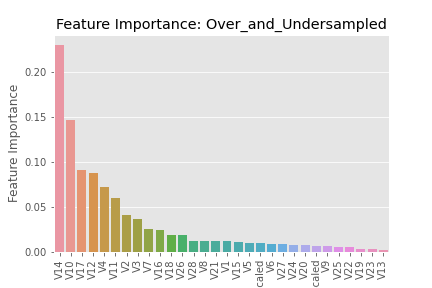 Feature Importance: Over_and_Undersampled
Feature Importance
0.20
0.15
0.10
0.05
0.00
V14
V10
V17
V12
V4
V11
V2
V3
V7
V16
V18
V26
V28
V8
V21
V1
V15
V5
caled
V6
V27
V24
V20
caled
V9
V25
V22
V19
V23
V13